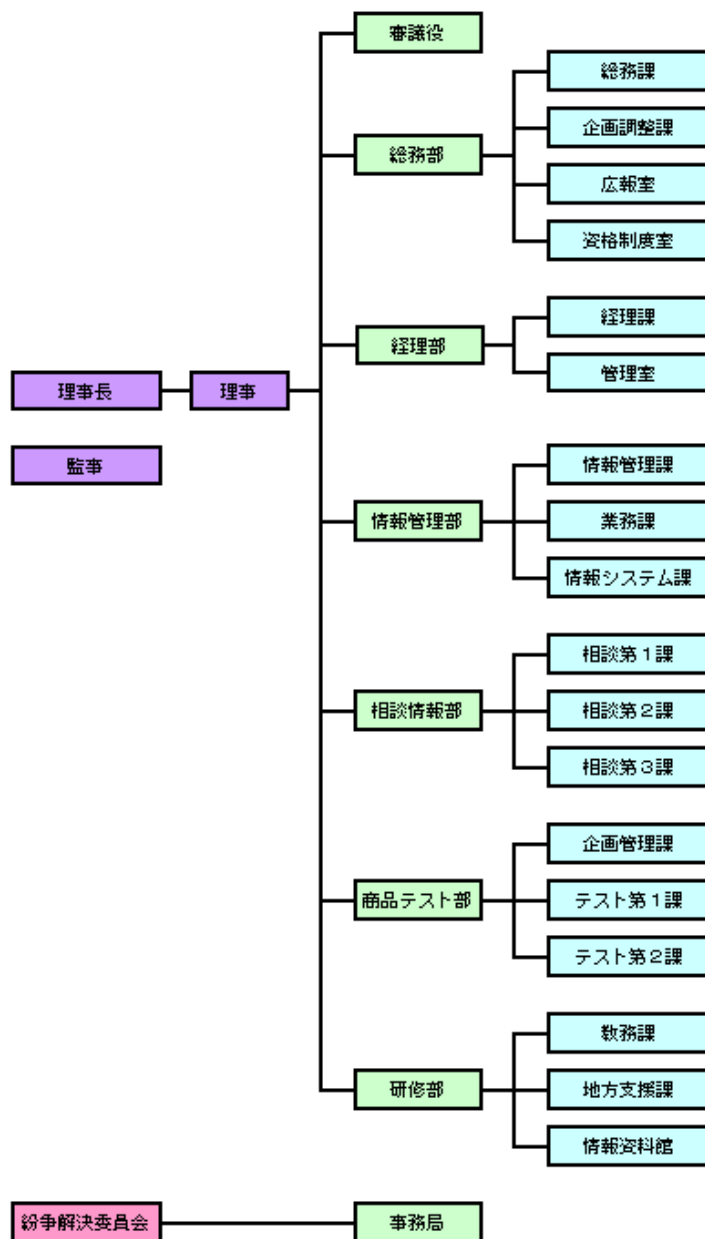 審議役
総務課
企画調整課
総務部
広報室
資格制度室
経理課
経理部
管理室
理事長
理事
監事
情報管理課
情報管理部
業務課
情報システム課
相談第１課
相談情報部
相談第２課
相談第３課
企画管理課
商品テスト部
テスト第１課
テスト第２課
教務課
研修部
地方支援課
情報資料館
紛争解決委員会
事務局